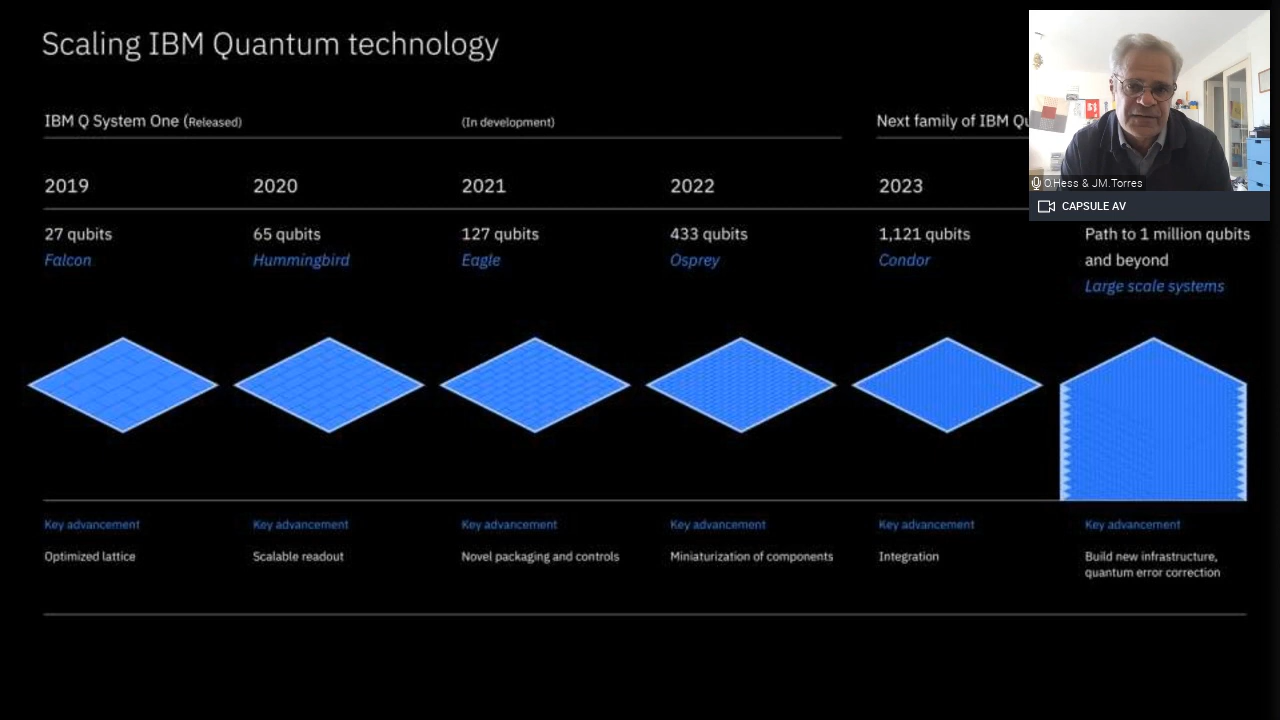 Scaling IBM Quantum technology
IBM Q System One (Released)
(In development)
Next family of IBM
2019
2020
2021
2022
2023
27 qubits
65 qubits
127 qubits
433 qubits
1,121 qubits
Path to 1 million qubits
and beyond
Falcon
Hummingbird
Eagle
Osprey
Condor
Large scale systems
Key advancement
Key advancement
Key advancement
Key advancement
Key advancement
Key advancement
Optimized lattice
Scalable readout
Novel packaging and controls
Miniaturization of components
Integration
Build new infrastructure,
quantum error correction
O.Hess & JM.Torres
CAPSULE AV